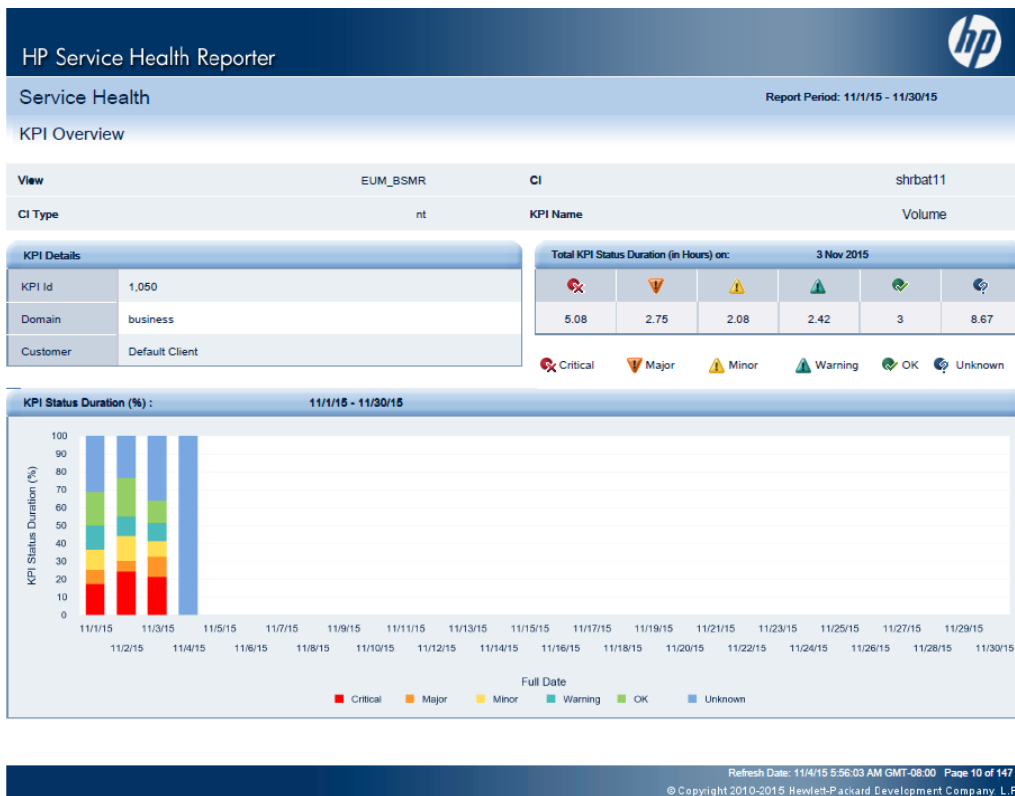 HP Service Health Reporter
hp
Service Health
Report Period: 11/1/15 - 11/30/15
KPI Overview
View EUM_BSMR CI shrbat11
CI Type nt KPI Name Volume
KPI Details
KPI Id 1,050
Domain business
Customer Default Client
Total KPI Status Duration (in Hours) on: 3 Nov 2015
5.08 2.75 2.08 2.42 3 8.67
Critical Major Minor Warning OK Unknown
KPI Status Duration (%) : 11/1/15 - 11/30/15
KPI Status Duration (%)
100
90
80
70
60
50
40
30
20
10
0
11/1/15 11/3/15 11/5/15 11/7/15 11/9/15 11/11/15 11/13/15 11/15/15 11/17/15 11/19/15 11/21/15 11/23/15 11/25/15 11/27/15 11/29/15
11/2/15 11/4/15 11/6/15 11/8/15 11/10/15 11/12/15 11/14/15 11/16/15 11/18/15 11/20/15 11/22/15 11/24/15 11/26/15 11/28/15 11/30/15
Full Date
Critical Major Minor Warning OK Unknown
Refresh Date: 11/4/15 5:56:03 AM GMT-08:00 Page 10 of 147
© Copyright 2010-2015 Hewlett-Packard Development Company, L.P